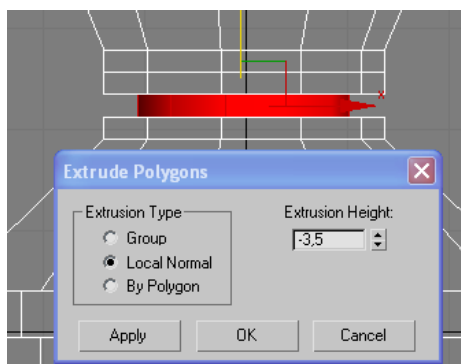 x
Extrude Polygons
Extrusion Type
Extrusion Height:
Group
-3,5
Local Normal
By Polygon
Apply
OK
Cancel